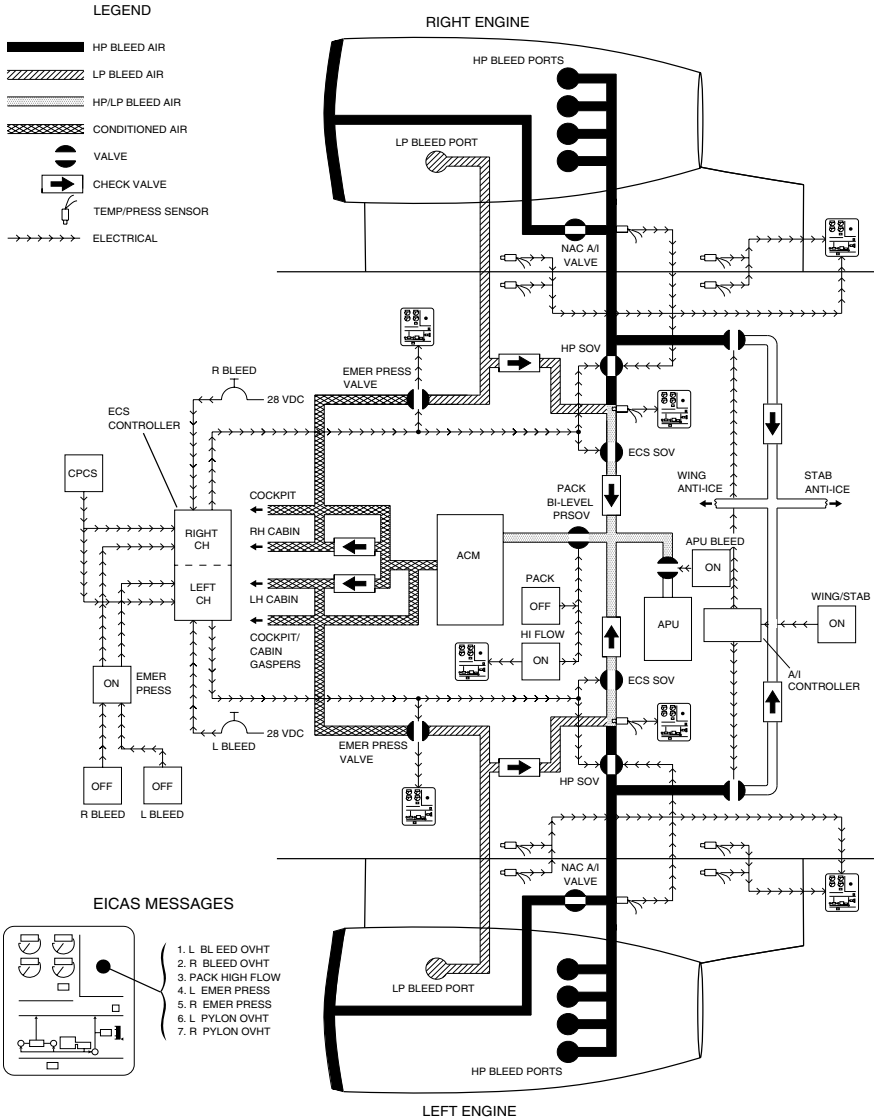 LEGEND
HP BLEED AIR
LP BLEED AIR
HP/LP BLEED AIR
CONDITIONED AIR
VALVE
CHECK VALVE
TEMP/PRESS SENSOR
ELECTRICAL
RIGHT ENGINE
HP BLEED PORTS
LP BLEED PORT
NAC A/I
VALVE
HP SOV
R BLEED
28 VDC
EMER PRESS
VALVE
ECS
CONTROLLER
ECS SOV
CPCS
COCKPIT
PACK
BI-LEVEL
PRSOV
WING
ANTI-ICE
STAB
ANTI-ICE
RIGHT
CH
RH CABIN
ACM
APU BLEED
ON
LEFT
CH
LH CABIN
PACK
OFF
WING/STAB
ON
COCKPIT/
CABIN
GASPERS
HI FLOW
ON
APU
A/I
CONTROLLER
ON
EMER
PRESS
ECS SOV
28 VDC
L BLEED
EMER PRESS
VALVE
HP SOV
OFF
OFF
R BLEED
L BLEED
NAC A/I
VALVE
EICAS MESSAGES
1. L BLEED OVHT
2. R BLEED OVHT
3. PACK HIGH FLOW
4. L EMER PRESS
5. R EMER PRESS
6. L PYLON OVHT
7. R PYLON OVHT
LP BLEED PORT
HP BLEED PORTS
LEFT ENGINE